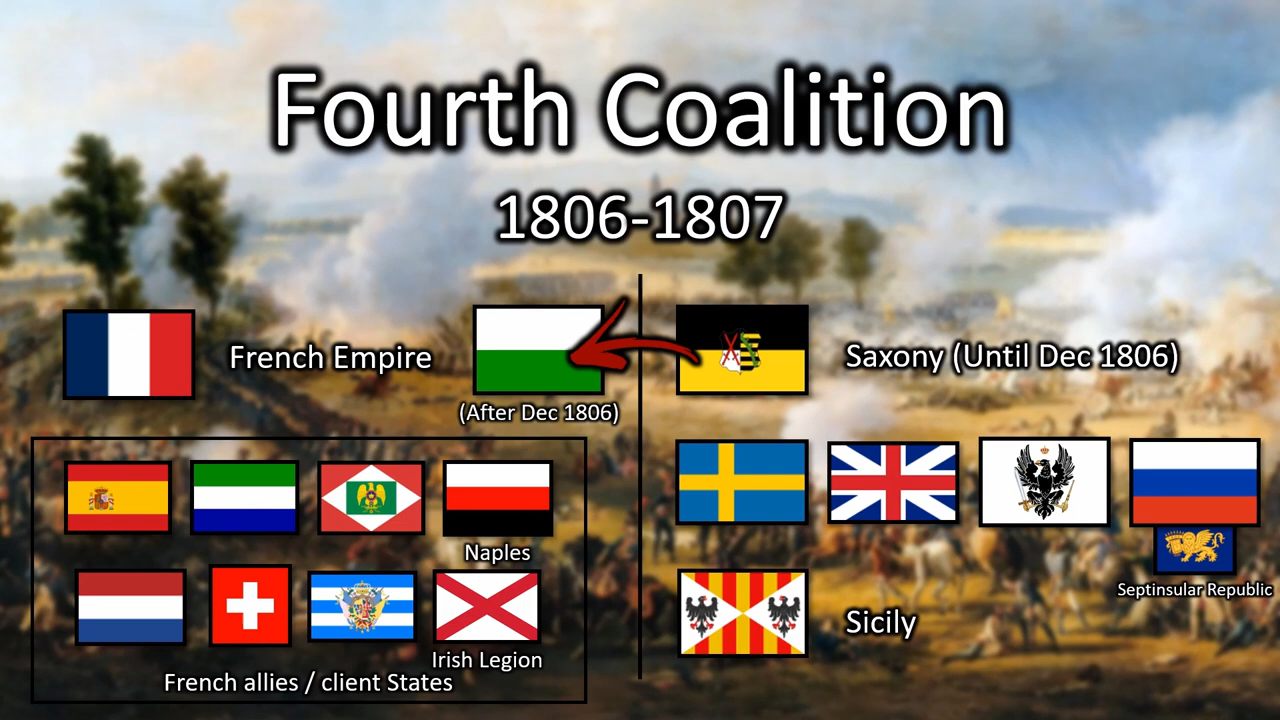 Fourth Coalition
1806-1807
French Empire
(After Dec 1806)
Saxony (Until Dec 1806)
Naples
Irish Legion
French allies / client States
Septinsular Republic
Sicily